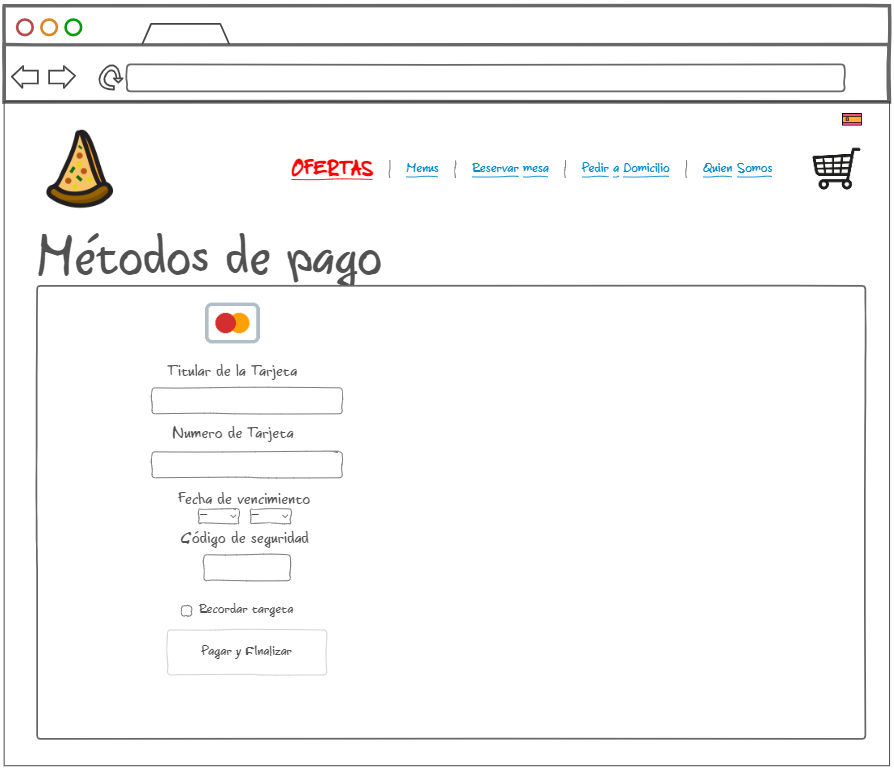 OFERTAS | Menus | Reservar mesa | Pedir a Domicilio | Quien Somos
Métodos de pago
Titular de la Tarjeta
Numero de Tarjeta
Fecha de vencimiento
Código de seguridad
Recordar targeta
Pagar y FInalizar